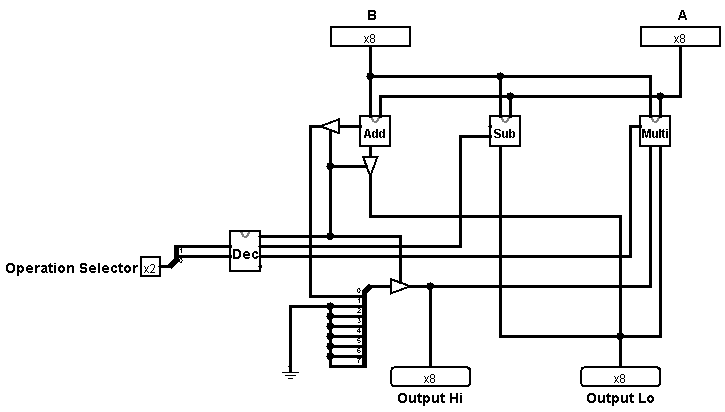 B
A
x8
x8
Add
Sub
Multi
Dec
1
0
Operation Selector
x2
0
1
2
3
4
5
6
7
x8
x8
Output Hi
Output Lo